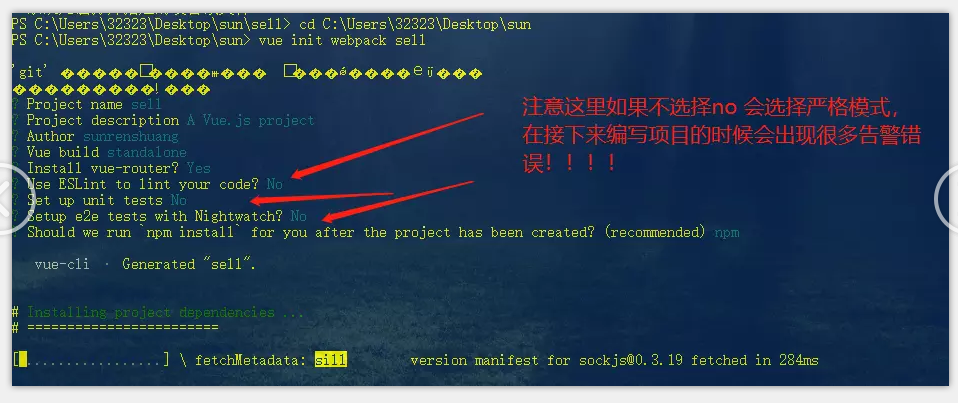 PS C:\Users\32323\Desktop\sun\sell> cd C:\Users\32323\Desktop\sun
PS C:\Users\32323\Desktop\sun> vue init webpack sell
'git' �����□����ⱻ��� □���ǿ����ҽű���
���������ļ���
? Project name sell
? Project description A Vue.js project
? Author sunrenshuang
? Vue build standalone
? Install vue-router? Yes
? Use ESLint to lint your code? No
? Set up unit tests No
? Setup e2e tests with Nightwatch? No
? Should we run `npm install` for you after the project has been created? (recommended) npm
注意这里如果不选择no 会选择严格模式，
在接下来编写项目的时候会出现很多告警错
误！！！！
vue-cli · Generated "sell".
# Installing project dependencies ...
# ========================
[ ................] \ fetchMetadata: sill version manifest for sockjs@0.3.19 fetched in 284ms